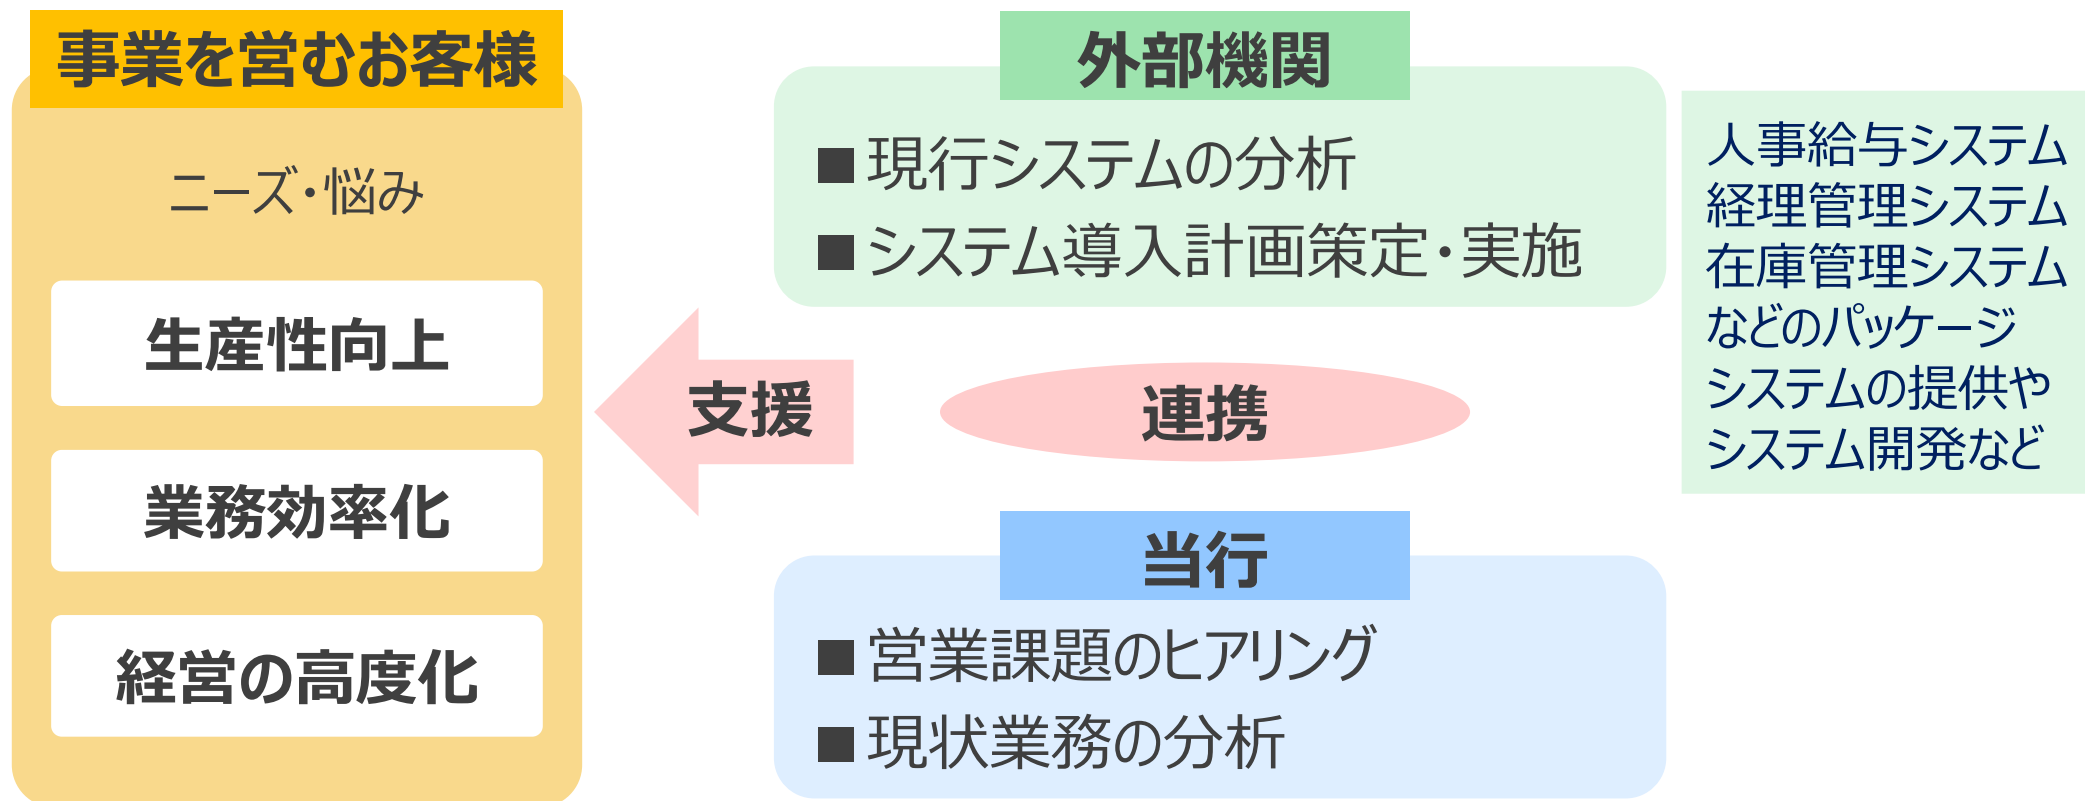 事業を営むお客様
ニーズ・悩み
生産性向上
業務効率化
経営の高度化
支援
外部機関
■現行システムの分析
■システム導入計画策定・実施
連携
当行
■営業課題のヒアリング
■現状業務の分析
人事給与システム
経理管理システム
在庫管理システム
などのパッケージ
システムの提供や
システム開発など